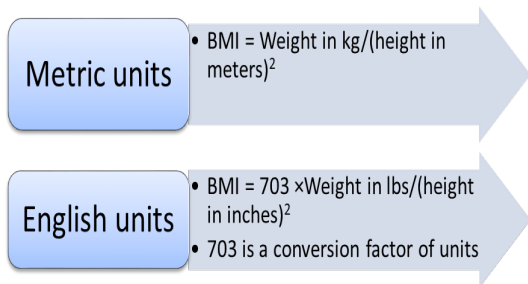 Metric units
• BMI = Weight in kg/(height in
meters)²
English units
• BMI = 703 ×Weight in lbs/(height
in inches)²
• 703 is a conversion factor of units